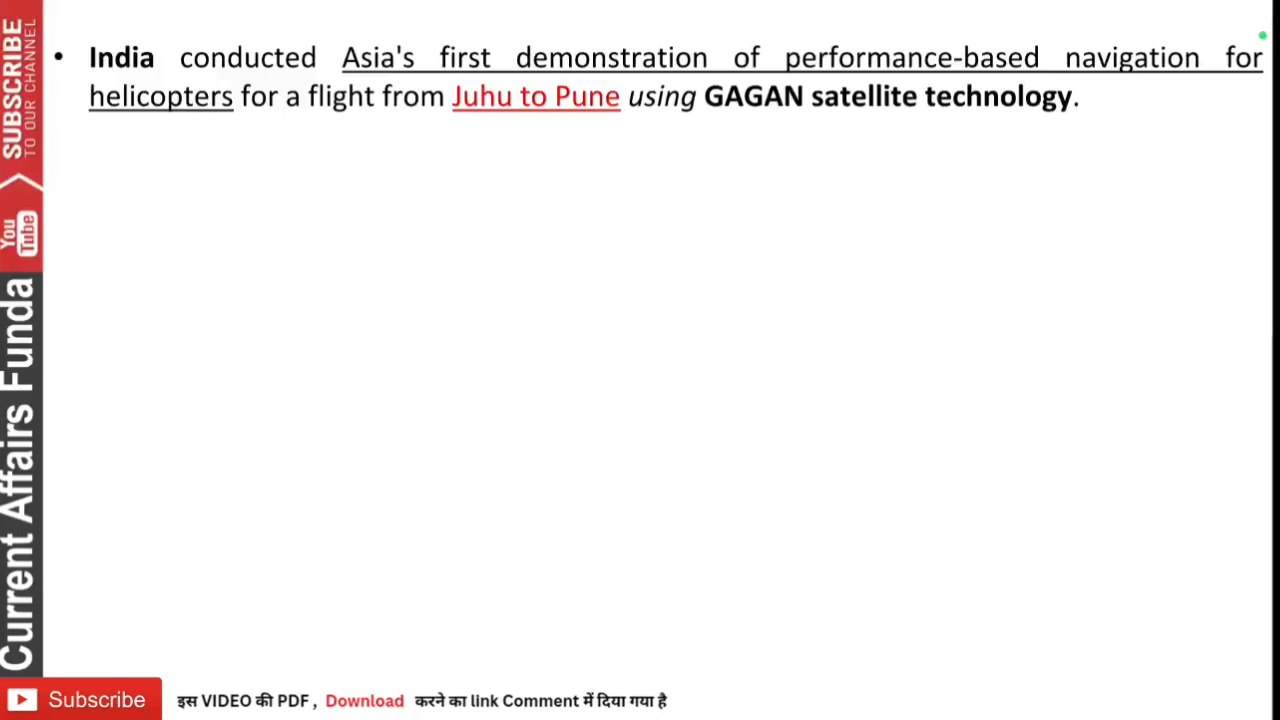 • India conducted Asia's first demonstration of performance-based navigation for
helicopters for a flight from Juhu to Pune using GAGAN satellite technology.
SUBSCRIBE
TO OUR CHANNEL
You
Tube
Current Affairs Funda
Subscribe
इस VIDEO की PDF , Download करने का link Comment में दिया गया है